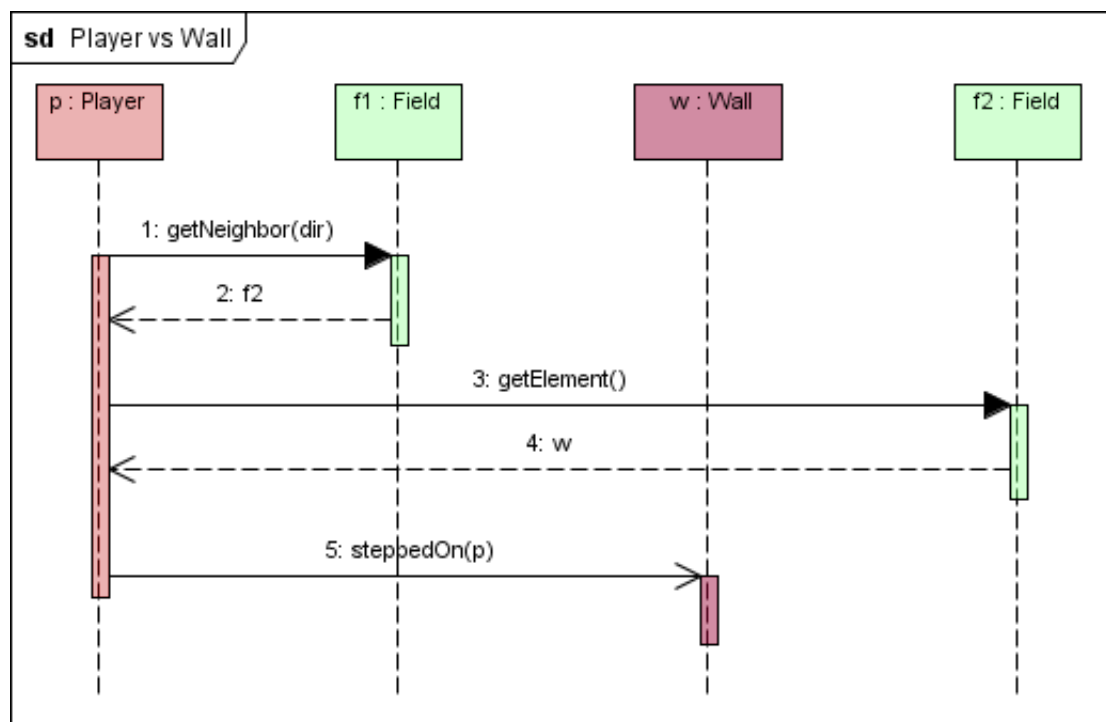 sd Player vs Wall
p : Player
f1 : Field
w : Wall
f2 : Field
1: getNeighbor(dir)
2: f2
3: getElement()
4: w
5: steppedOn(p)